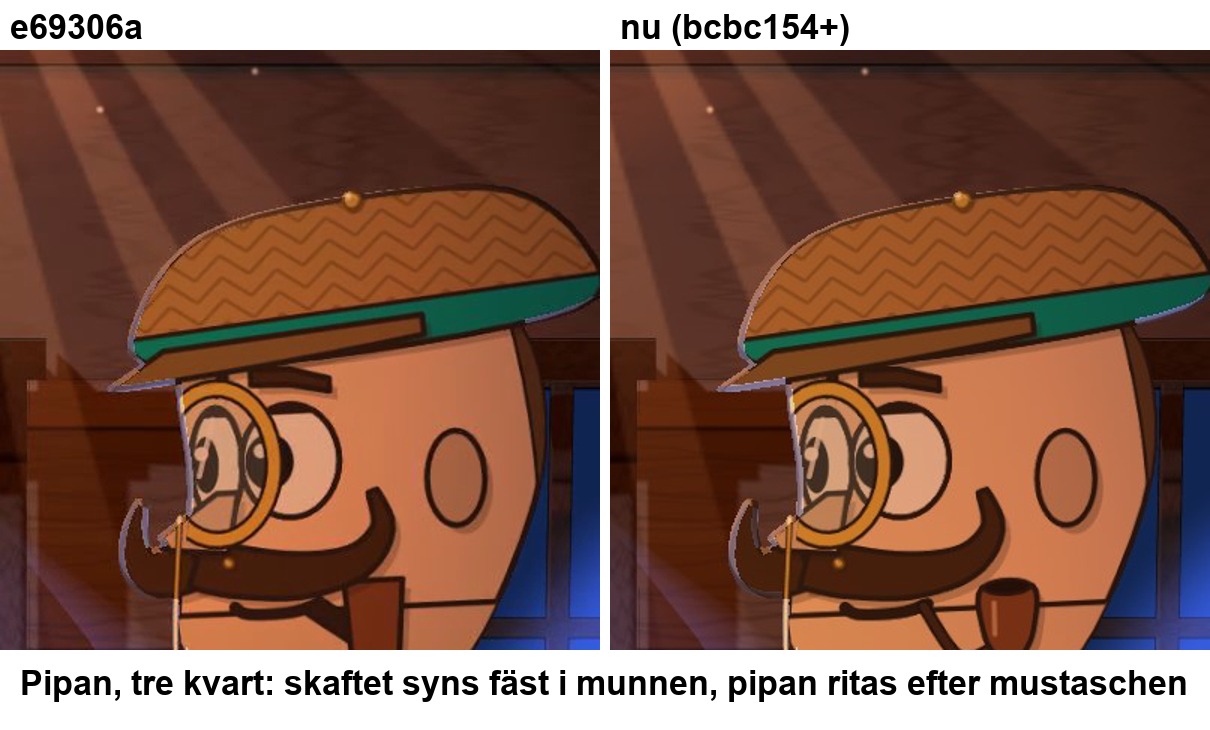 e69306a
nu (bcbc154+)
Pipan, tre kvart: skaftet syns fäst i munnen, pipan ritas efter mustaschen